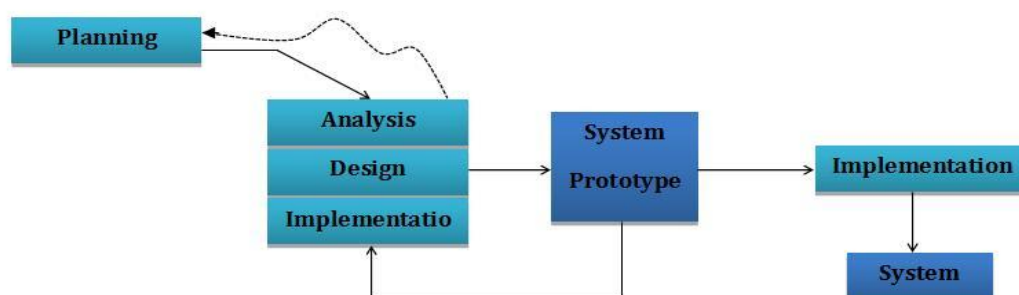 Planning
Analysis
Design
Implementatio
System
Prototype
Implementation
System